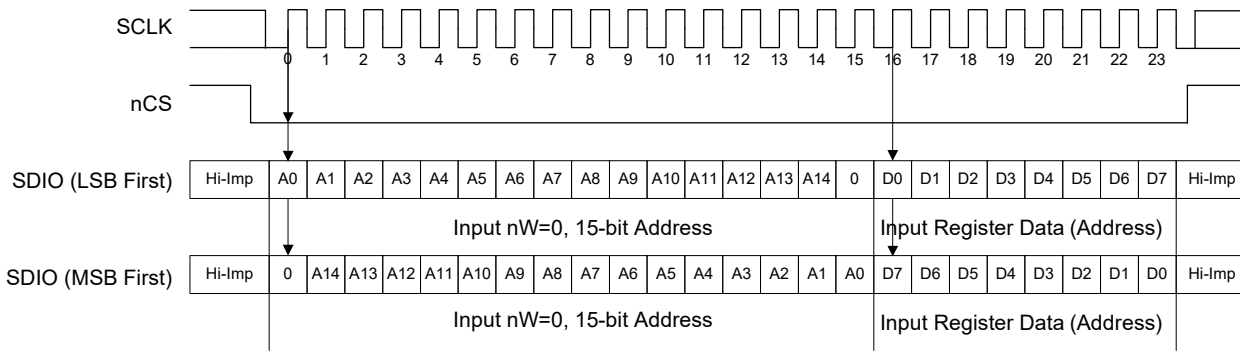 SCLK
0 1 2 3 4 5 6 7 8 9 10 11 12 13 14 15 16 17 18 19 20 21 22 23
nCS
SDIO (LSB First) Hi-Imp A0 A1 A2 A3 A4 A5 A6 A7 A8 A9 A10 A11 A12 A13 A14 0 D0 D1 D2 D3 D4 D5 D6 D7 Hi-Imp
Input nW=0, 15-bit Address Input Register Data (Address)
SDIO (MSB First) Hi-Imp 0 A14 A13 A12 A11 A10 A9 A8 A7 A6 A5 A4 A3 A2 A1 A0 D7 D6 D5 D4 D3 D2 D1 D0 Hi-Imp
Input nW=0, 15-bit Address Input Register Data (Address)